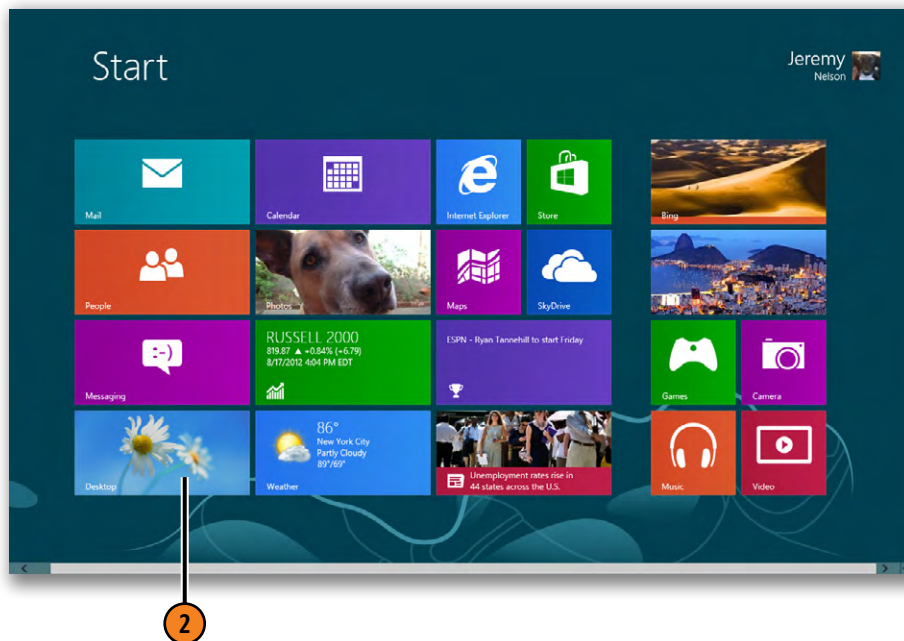 Start
Jeremy
Nelson
Mail
Calendar
Internet Explorer
Store
Bing
People
Photos
Maps
SkyDrive
Messaging
RUSSELL 2000
819.87 ▲ +0.84% (+6.79)
8/17/2012 4:04 PM EDT
ESPN - Ryan Tannehill to start Friday
Games
Camera
Desktop
86°
New York City
Partly Cloudy
89°/69°
Weather
Unemployment rates rise in
44 states across the U.S.
Music
Video
2